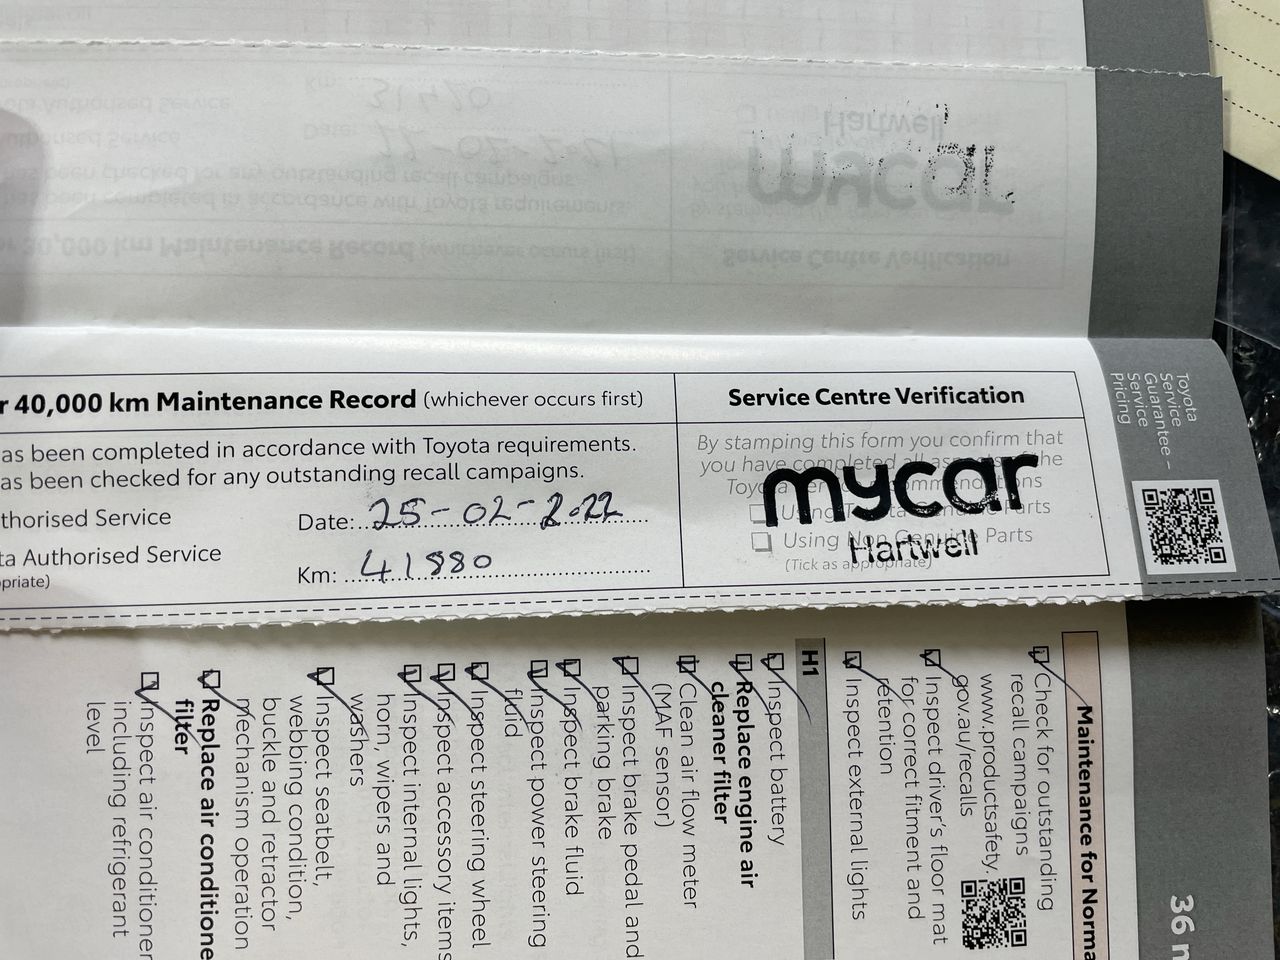 r 40,000 km Maintenance Record (whichever occurs first)
as been completed in accordance with Toyota requirements.
as been checked for any outstanding recall campaigns.
thorised Service
Date: 25-02-2022
ta Authorised Service
priate)
Km: 41880
Service Centre Verification
By stamping this form you confirm that
you have completed all aspects of the
mycar
Parts
Using Non Genuine Parts
Hartwell
(Tick as appropriate)
Toyota
Service
Guarantee –
Service
Pricing
36
Maintenance for Norma
Check for outstanding
recall campaigns
www.productsafety.
gov.au/recalls
Inspect driver's floor mat
for correct fitment and
retention
Inspect external lights
H1
Inspect battery
Replace engine air
cleaner filter
Clean air flow meter
(MAF sensor)
Inspect brake pedal and
parking brake
Inspect brake fluid
Inspect power steering
fluid
Inspect steering wheel
Inspect accessory items
Inspect internal lights,
horn, wipers and
washers
Inspect seatbelt,
webbing condition,
buckle and retractor
mechanism operation
Replace air conditione
filter
Inspect air conditioner
including refrigerant
level